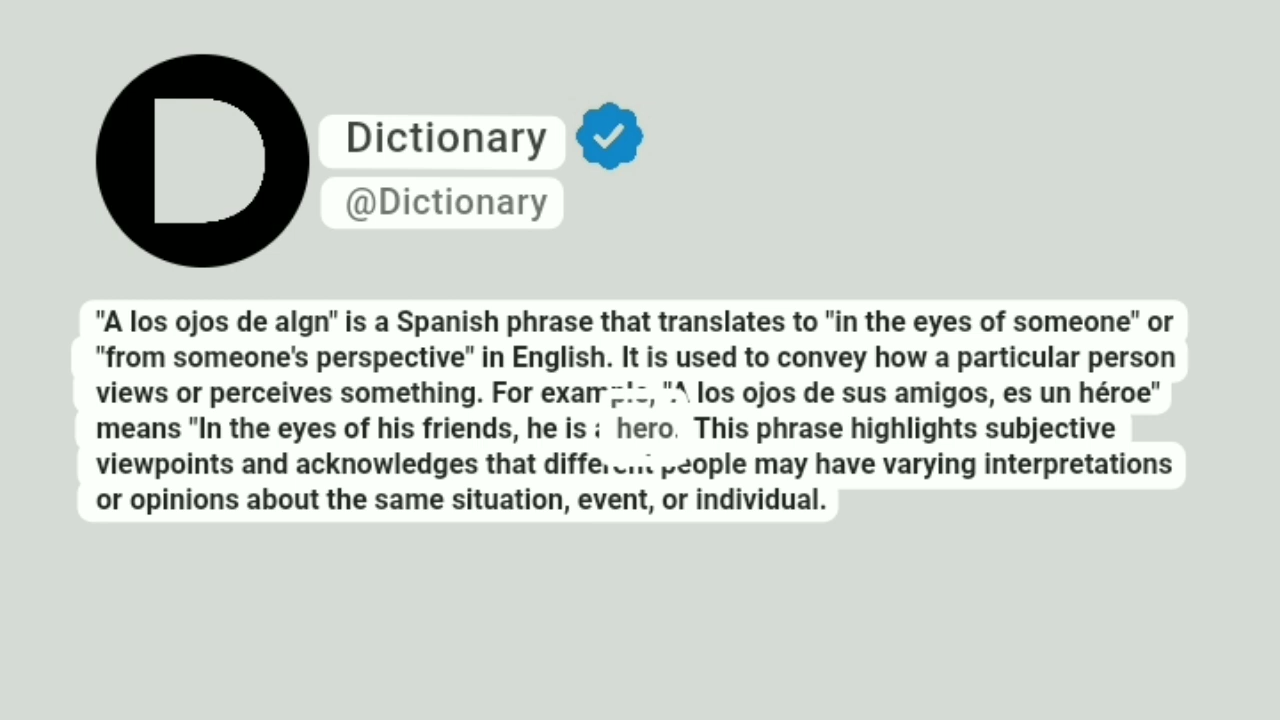 D
Dictionary
@Dictionary
"A los ojos de algn" is a Spanish phrase that translates to "in the eyes of someone" or
"from someone's perspective" in English. It is used to convey how a particular person
views or perceives something. For example, "A los ojos de sus amigos, es un héroe"
means "In the eyes of his friends, he is a hero. This phrase highlights subjective
viewpoints and acknowledges that different people may have varying interpretations
or opinions about the same situation, event, or individual.